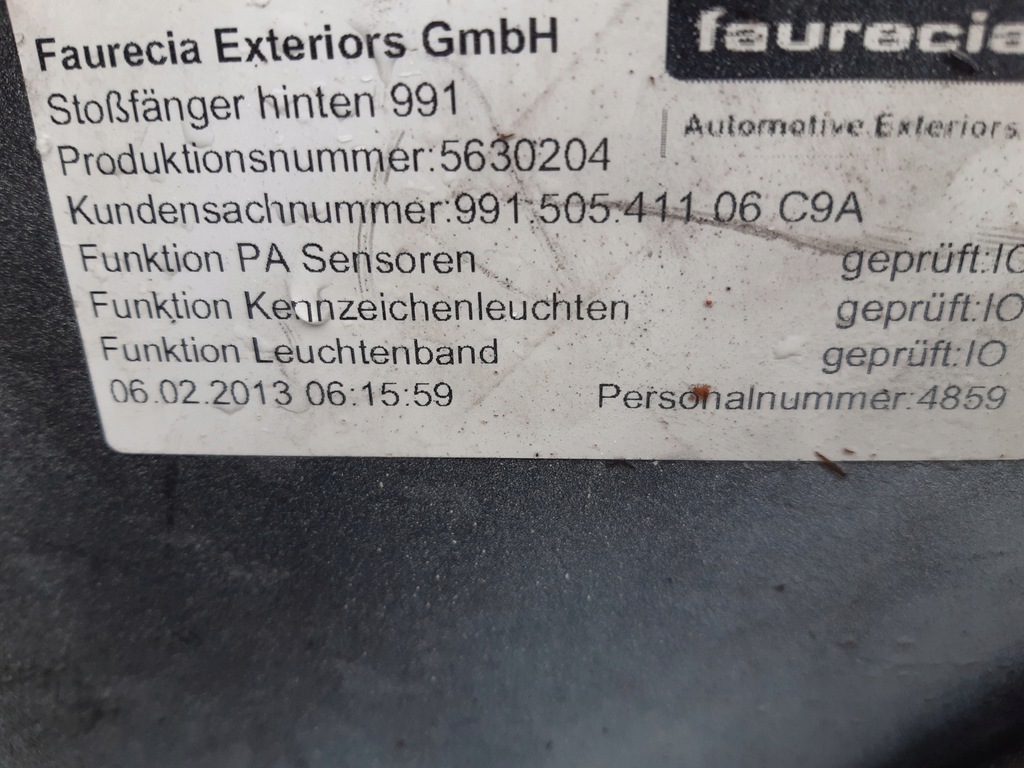 Faurecia Exteriors GmbH
faurecia
Stoßfänger hinten 991
Automotive Exteriors
Produktionsnummer:5630204
Kundensachnummer:991.505.411.06 C9A
Funktion PA Sensoren geprüft:IO
Funktion Kennzeichenleuchten geprüft:IO
Funktion Leuchtenband geprüft:IO
06.02.2013 06:15:59 Personalnummer:4859